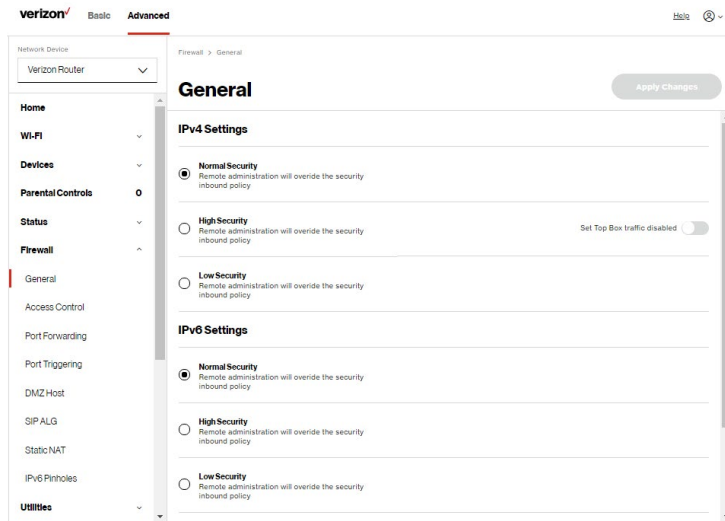 verizon
Basic
Advanced
Help
Network Device
Verizon Router
Home
Wi-Fi
Devices
Parental Controls 0
Status
Firewall
General
Access Control
Port Forwarding
Port Triggering
DMZ Host
SIP ALG
Static NAT
IPv6 Pinholes
Utilities
Firewall > General
General
Apply Changes
IPv4 Settings
Normal Security
Remote administration will overide the security
inbound policy
High Security
Remote administration will overide the security
inbound policy
Set Top Box traffic disabled
Low Security
Remote administration will overide the security
inbound policy
IPv6 Settings
Normal Security
Remote administration will overide the security
inbound policy
High Security
Remote administration will overide the security
inbound policy
Low Security
Remote administration will overide the security
inbound policy